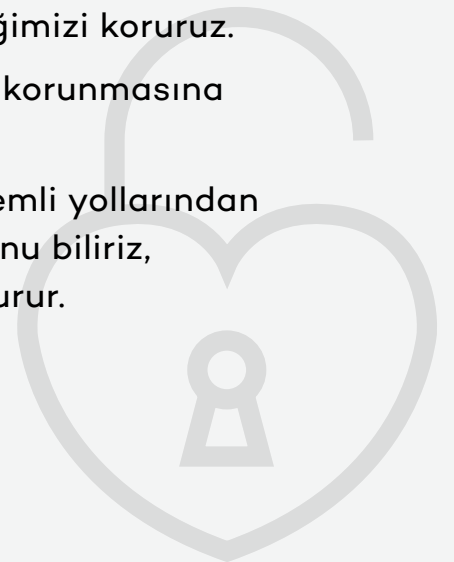 ğimizi koruruz.
korunmasına
emli yollarından
nu biliriz,
urur.